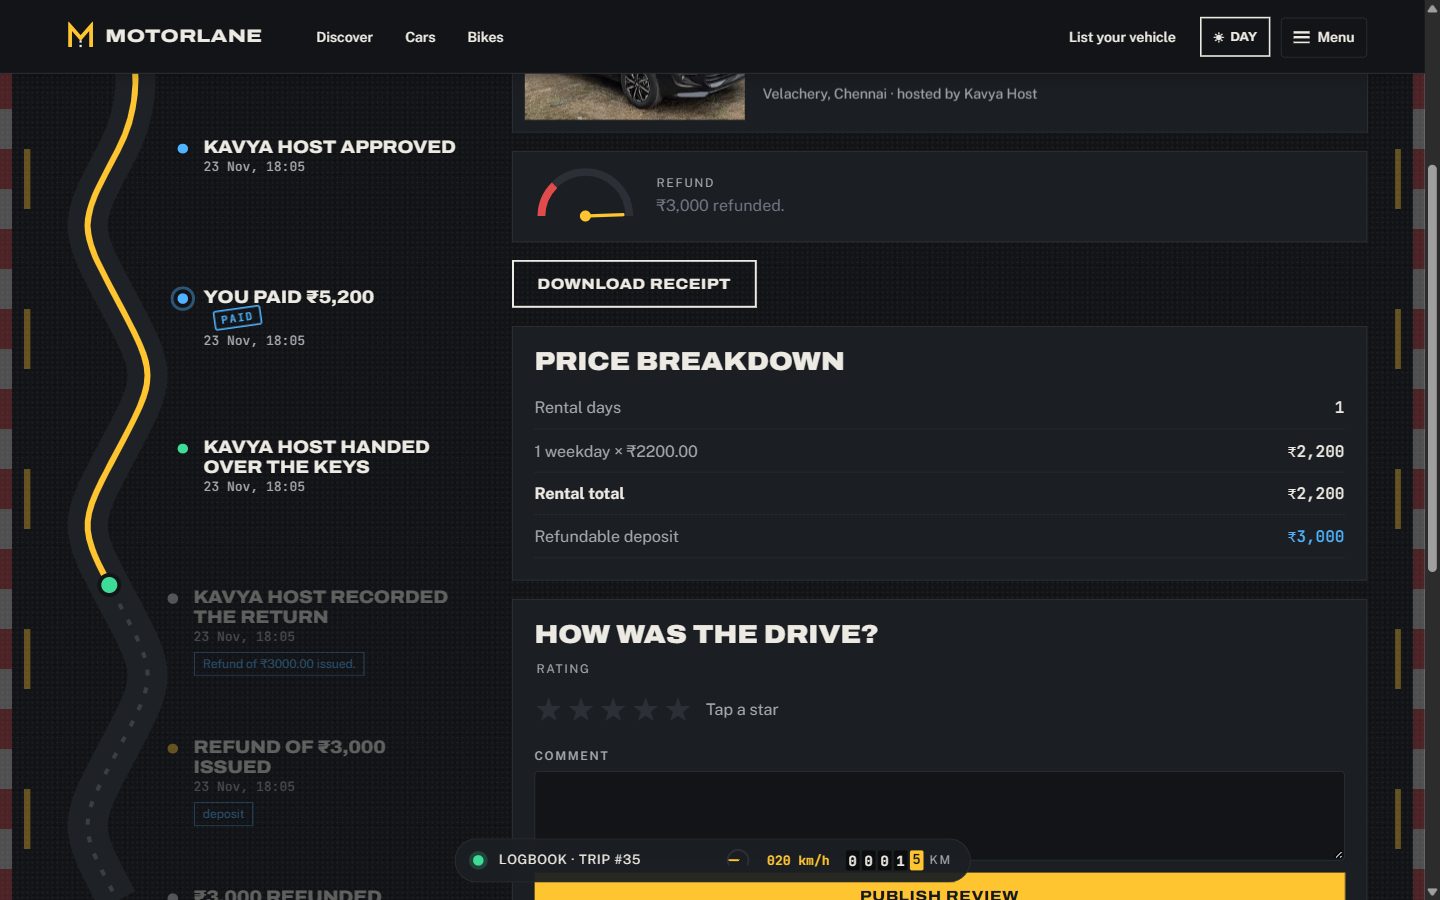 MOTORLANE
Discover
Cars
Bikes
List your vehicle
☀ DAY
Menu
KAVYA HOST APPROVED
23 Nov, 18:05
YOU PAID ₹5,200
PAID
23 Nov, 18:05
KAVYA HOST HANDED
OVER THE KEYS
23 Nov, 18:05
KAVYA HOST RECORDED
THE RETURN
23 Nov, 18:05
Refund of ₹3000.00 issued.
REFUND OF ₹3,000
ISSUED
23 Nov, 18:05
deposit
₹3,000 REFUNDED
Velachery, Chennai · hosted by Kavya Host
REFUND
₹3,000 refunded.
DOWNLOAD RECEIPT
PRICE BREAKDOWN
Rental days 1
1 weekday × ₹2200.00 ₹2,200
Rental total ₹2,200
Refundable deposit ₹3,000
HOW WAS THE DRIVE?
RATING
Tap a star
COMMENT
LOGBOOK · TRIP #35 020 km/h 00015 KM
PUBLISH REVIEW